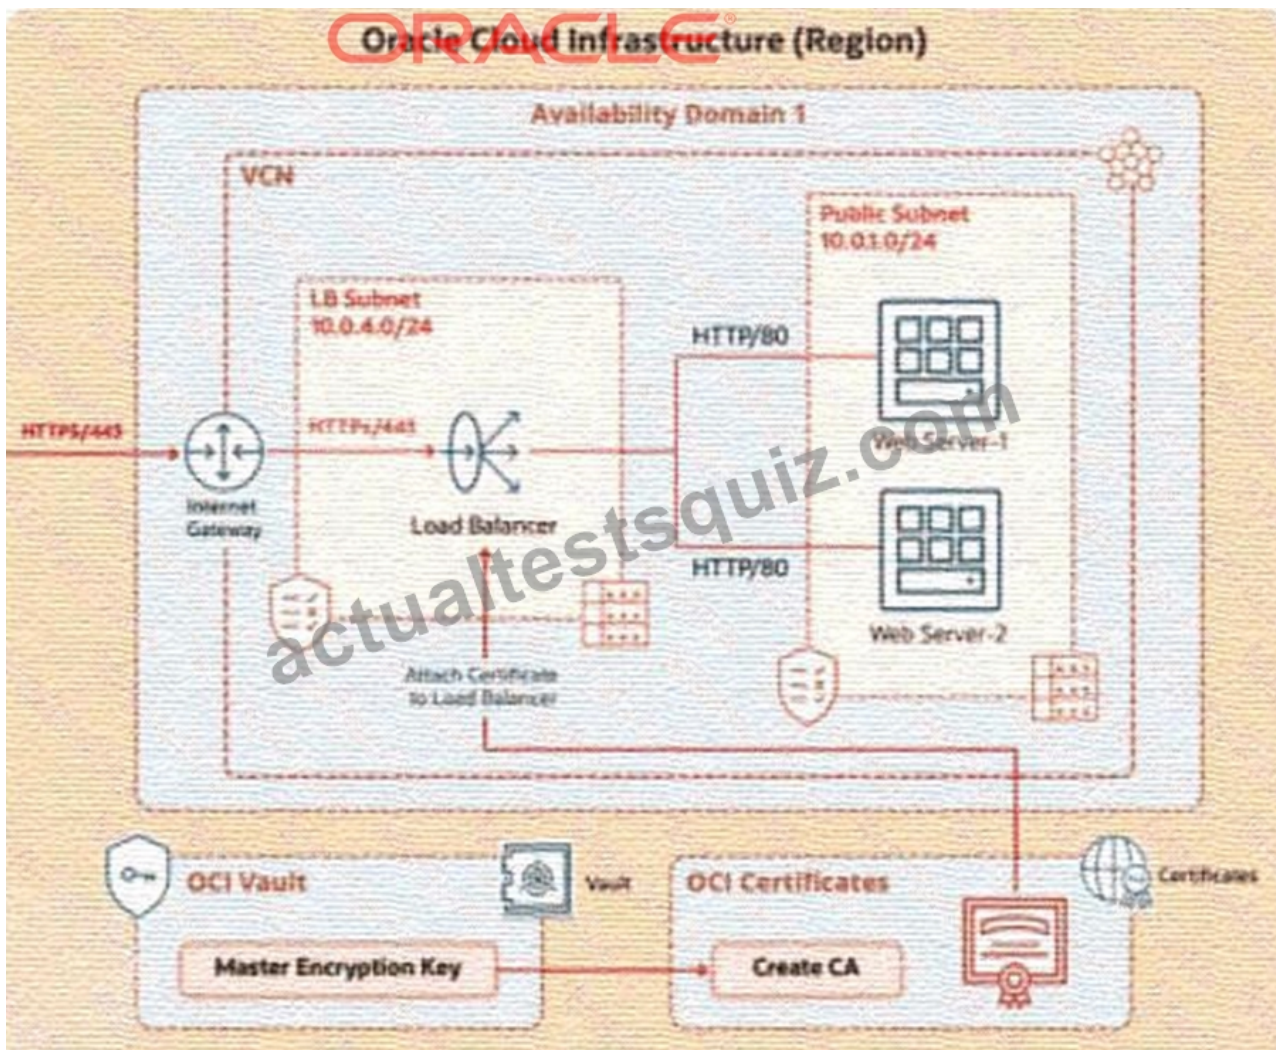 ORACLE®
Oracle Cloud Infrastructure (Region)
Availability Domain 1
VCN
Public Subnet
10.0.1.0/24
LB Subnet
10.0.4.0/24
HTTP/80
HTTPS/443
HTTPs/443
Web Server-1
Internet
Gateway
Load Balancer
HTTP/80
Web Server-2
Attach Certificate
to Load Balancer
actualtestsquiz.com
OCI Vault
Vault
OCI Certificates
Certificates
Master Encryption Key
Create CA